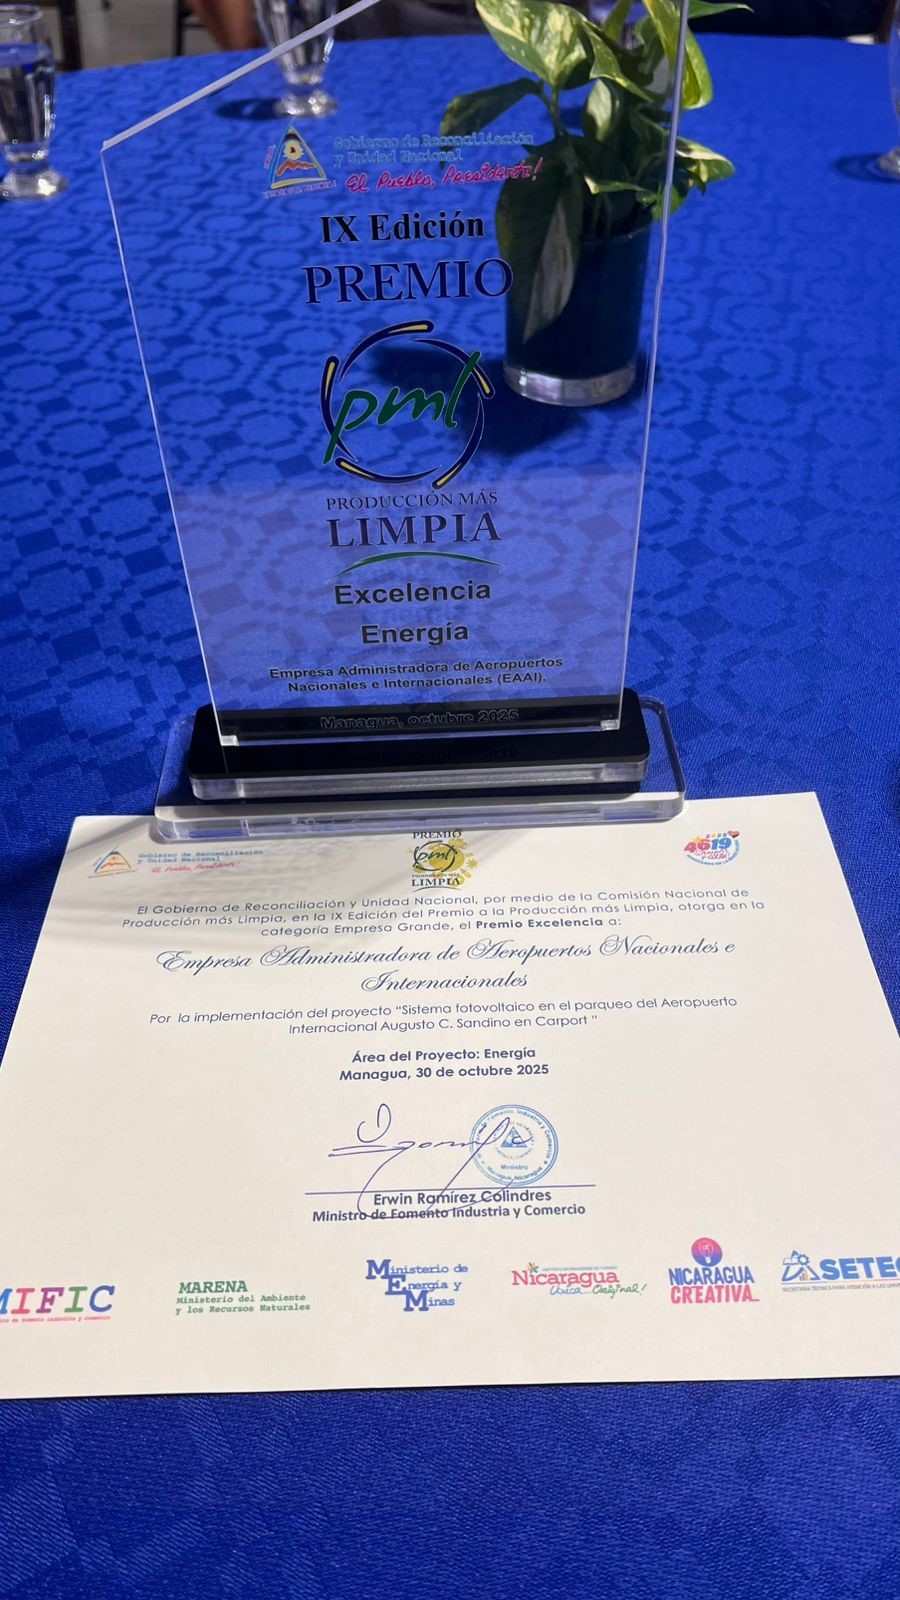 Gobierno de Reconciliación
y Unidad Nacional
El Pueblo, Presidente!
IX Edición
PREMIO
pml
PRODUCCIÓN MÁS
LIMPIA
Excelencia
Energía
Empresa Administradora de Aeropuertos
Nacionales e Internacionales (EAAI).
Managua, octubre 2025
Gobierno de Reconciliación
y Unidad Nacional
El Pueblo, Presidente!
PREMIO
pml
PRODUCCIÓN MÁS
LIMPIA
4619
El Gobierno de Reconciliación y Unidad Nacional, por medio de la Comisión Nacional de
Producción más Limpia, en la IX Edición del Premio a la Producción más Limpia, otorga en la
categoría Empresa Grande, el Premio Excelencia a:
Empresa Administradora de Aeropuertos Nacionales e
Internacionales
Por la implementación del proyecto “Sistema fotovoltaico en el parqueo del Aeropuerto
Internacional Augusto C. Sandino en Carport ”
Área del Proyecto: Energía
Managua, 30 de octubre 2025
Ministro
Erwin Ramírez Colindres
Ministro de Fomento Industria y Comercio
MIFIC
MARENA
Ministerio del Ambiente
y los Recursos Naturales
Ministerio de
Energía y
Minas
Nicaragua
Única... Original!
NICARAGUA
CREATIVA
SETEC